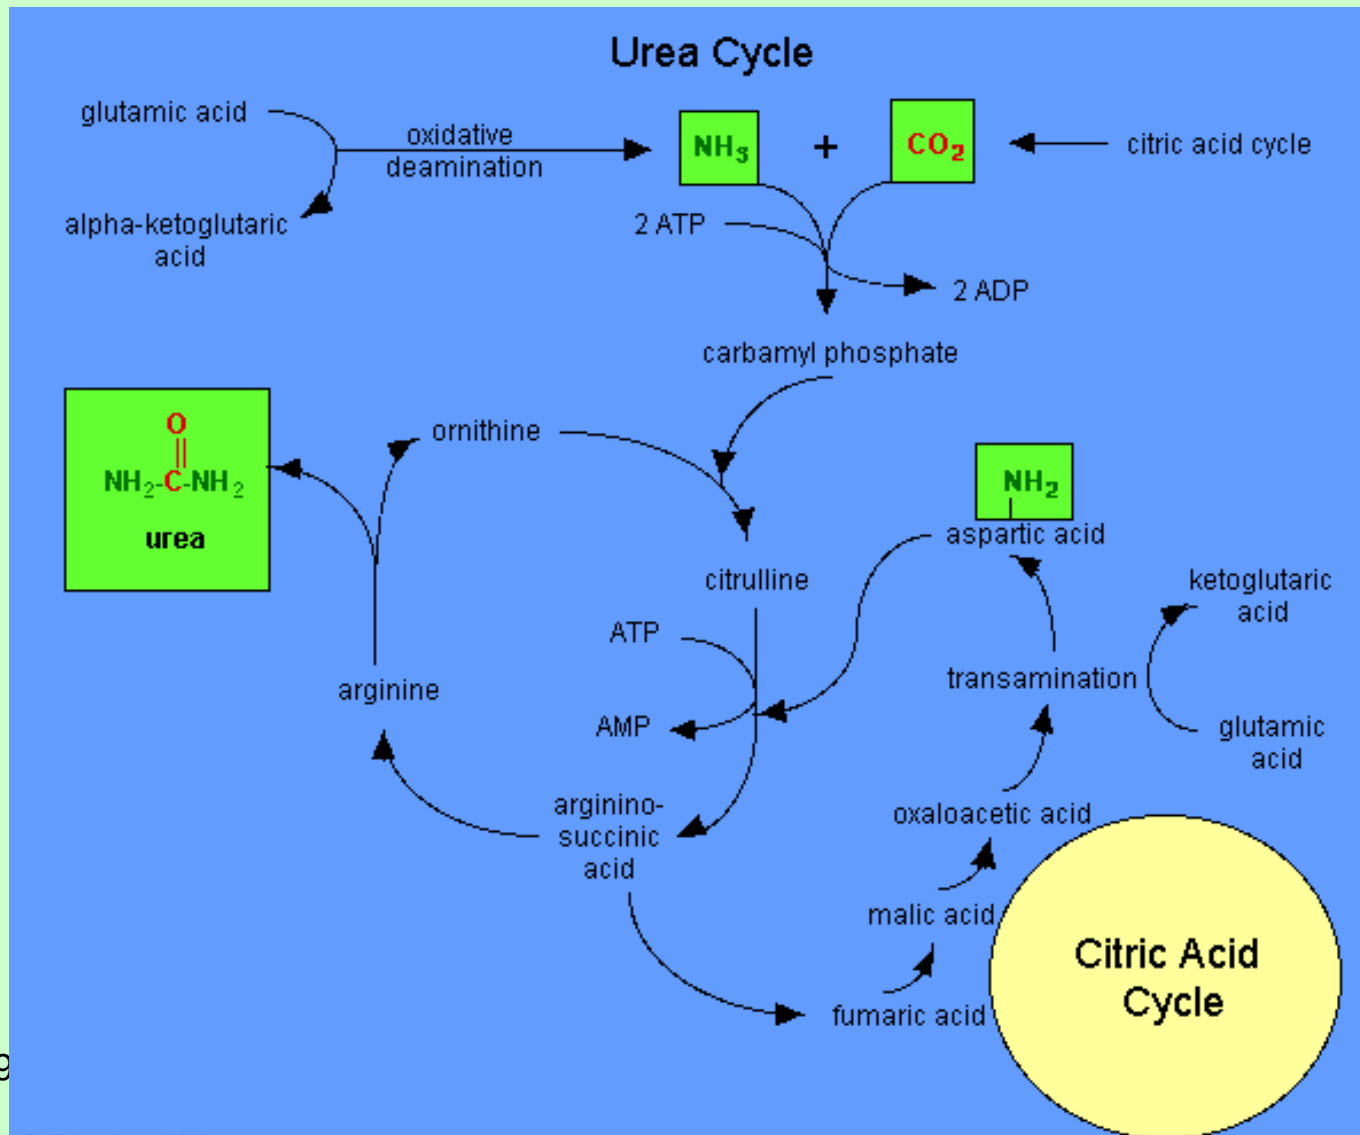 Urea Cycle
glutamic acid
oxidative
deamination
NH3
+
CO2
citric acid cycle
alpha-ketoglutaric
acid
2 ATP
2 ADP
carbamyl phosphate
O
NH2-C-NH2
urea
ornithine
NH2
aspartic acid
citrulline
ketoglutaric
acid
ATP
transamination
arginine
AMP
glutamic
acid
arginino-
succinic
acid
oxaloacetic acid
malic acid
Citric Acid
Cycle
fumaric acid